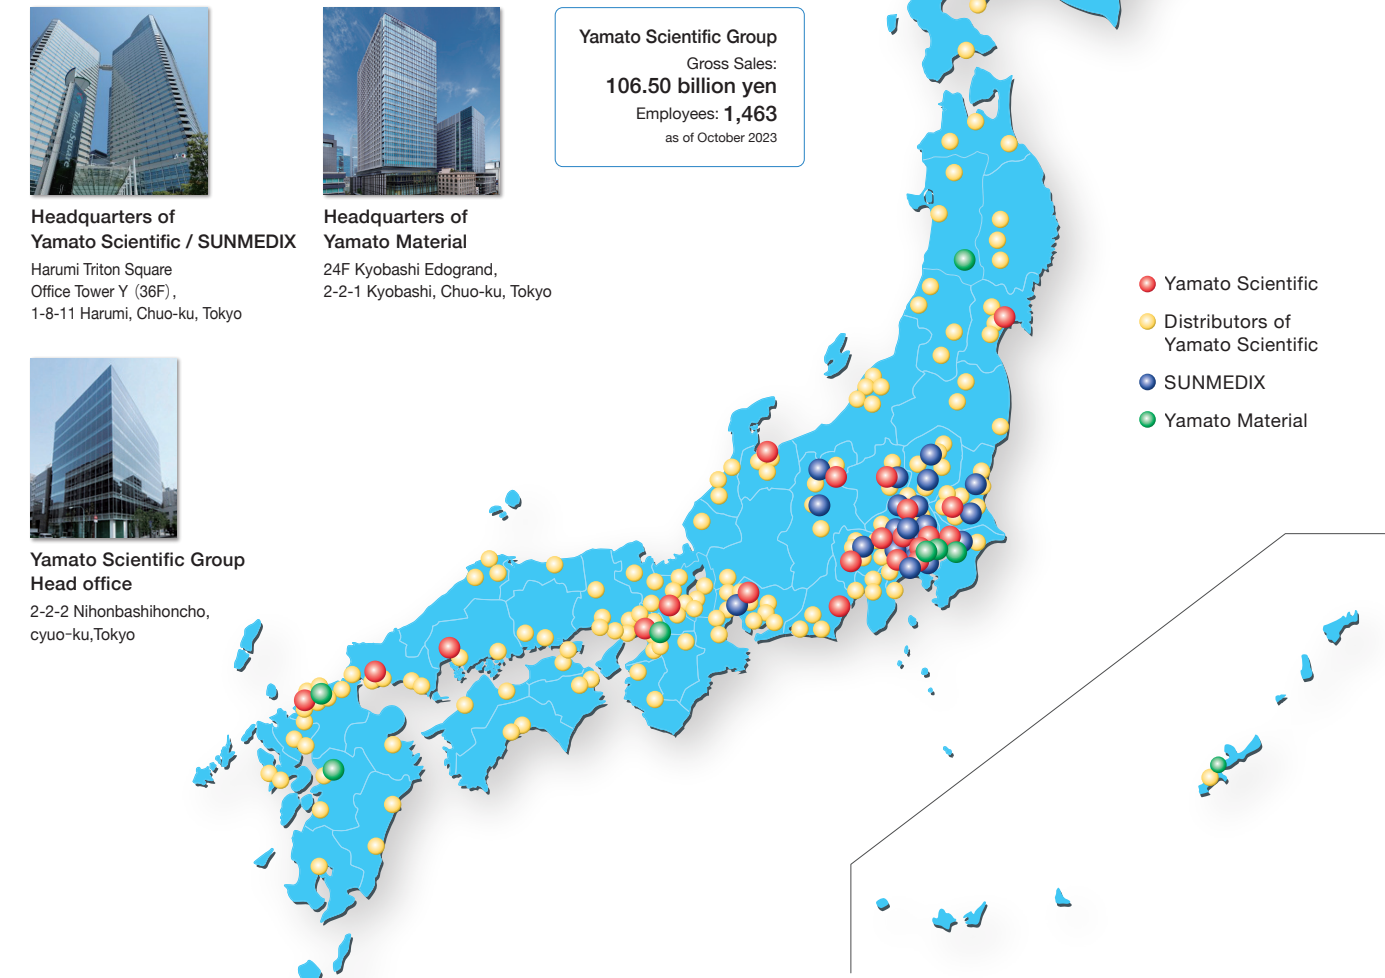 Yamato Scientific Group
Gross Sales:
106.50 billion yen
Employees: 1,463
as of October 2023
Triton Square
Headquarters of
Yamato Scientific / SUNMEDIX
Harumi Triton Square
Office Tower Y (36F),
1-8-11 Harumi, Chuo-ku, Tokyo
Headquarters of
Yamato Material
24F Kyobashi Edogrand,
2-2-1 Kyobashi, Chuo-ku, Tokyo
Yamato Scientific Group
Head office
2-2-2 Nihonbashihoncho,
cyuo-ku,Tokyo
Yamato Scientific
Distributors of
Yamato Scientific
SUNMEDIX
Yamato Material